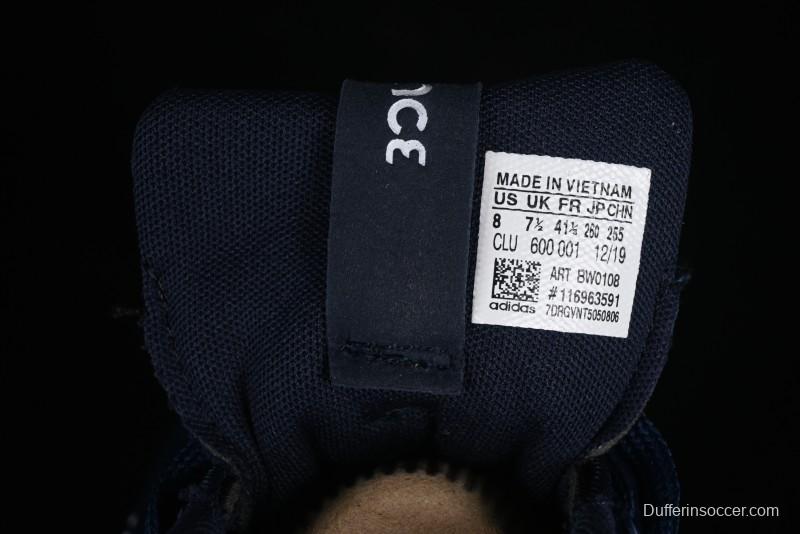 MADE IN VIETNAM
US UK FR JP CHN
8 7½ 41⅓ 260 255
CLU 600 001 12/19
ART BW0108
#116963591
adidas 7DRGVNT5050806
Dufferinsoccer.com